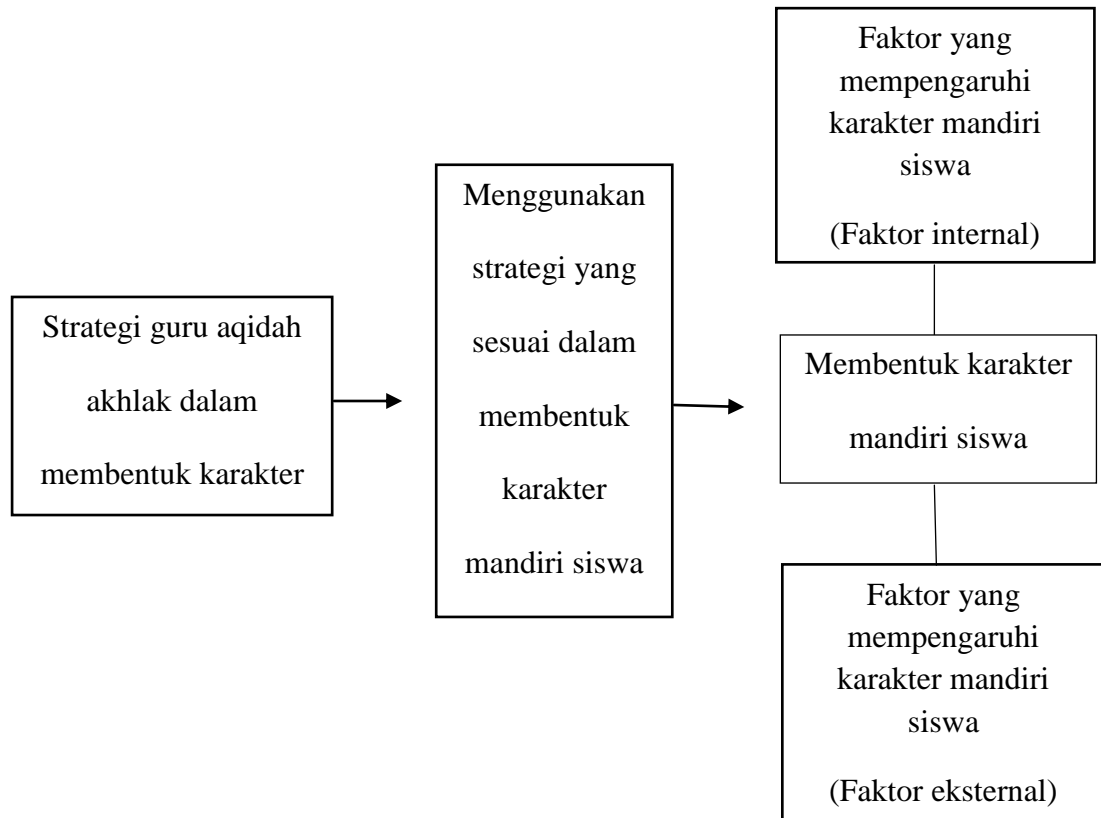 Strategi guru aqidah
akhlak dalam
membentuk karakter
Menggunakan
strategi yang
sesuai dalam
membentuk
karakter
mandiri siswa
Faktor yang
mempengaruhi
karakter mandiri
siswa
(Faktor internal)
Membentuk karakter
mandiri siswa
Faktor yang
mempengaruhi
karakter mandiri
siswa
(Faktor eksternal)